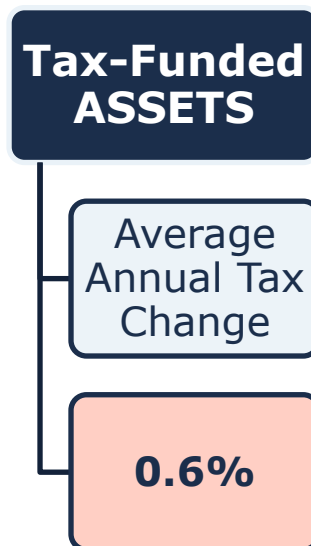 Tax-Funded
ASSETS
Average
Annual Tax
Change
0.6%